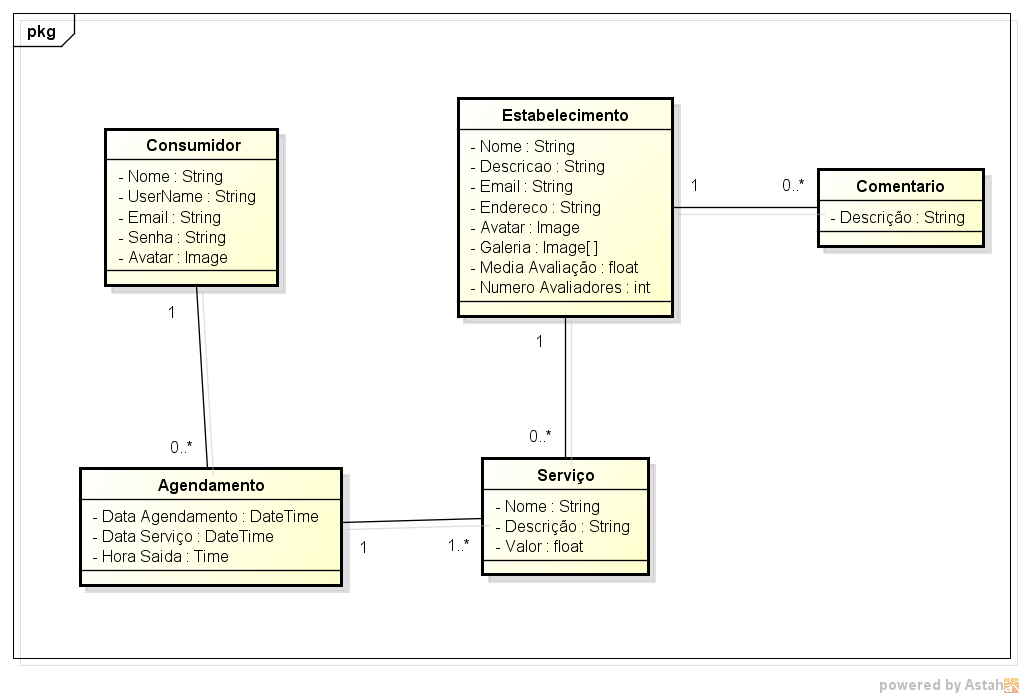 pkg
Consumidor
- Nome : String
- UserName : String
- Email : String
- Senha : String
- Avatar : Image
Estabelecimento
- Nome : String
- Descricao : String
- Email : String
- Endereco : String
- Avatar : Image
- Galeria : Image[ ]
- Media Avaliação : float
- Numero Avaliadores : int
1
0..*
Comentario
- Descrição : String
1
0..*
1
0..*
Agendamento
- Data Agendamento : DateTime
- Data Serviço : DateTime
- Hora Saida : Time
1
1..*
Serviço
- Nome : String
- Descrição : String
- Valor : float
powered by Astah